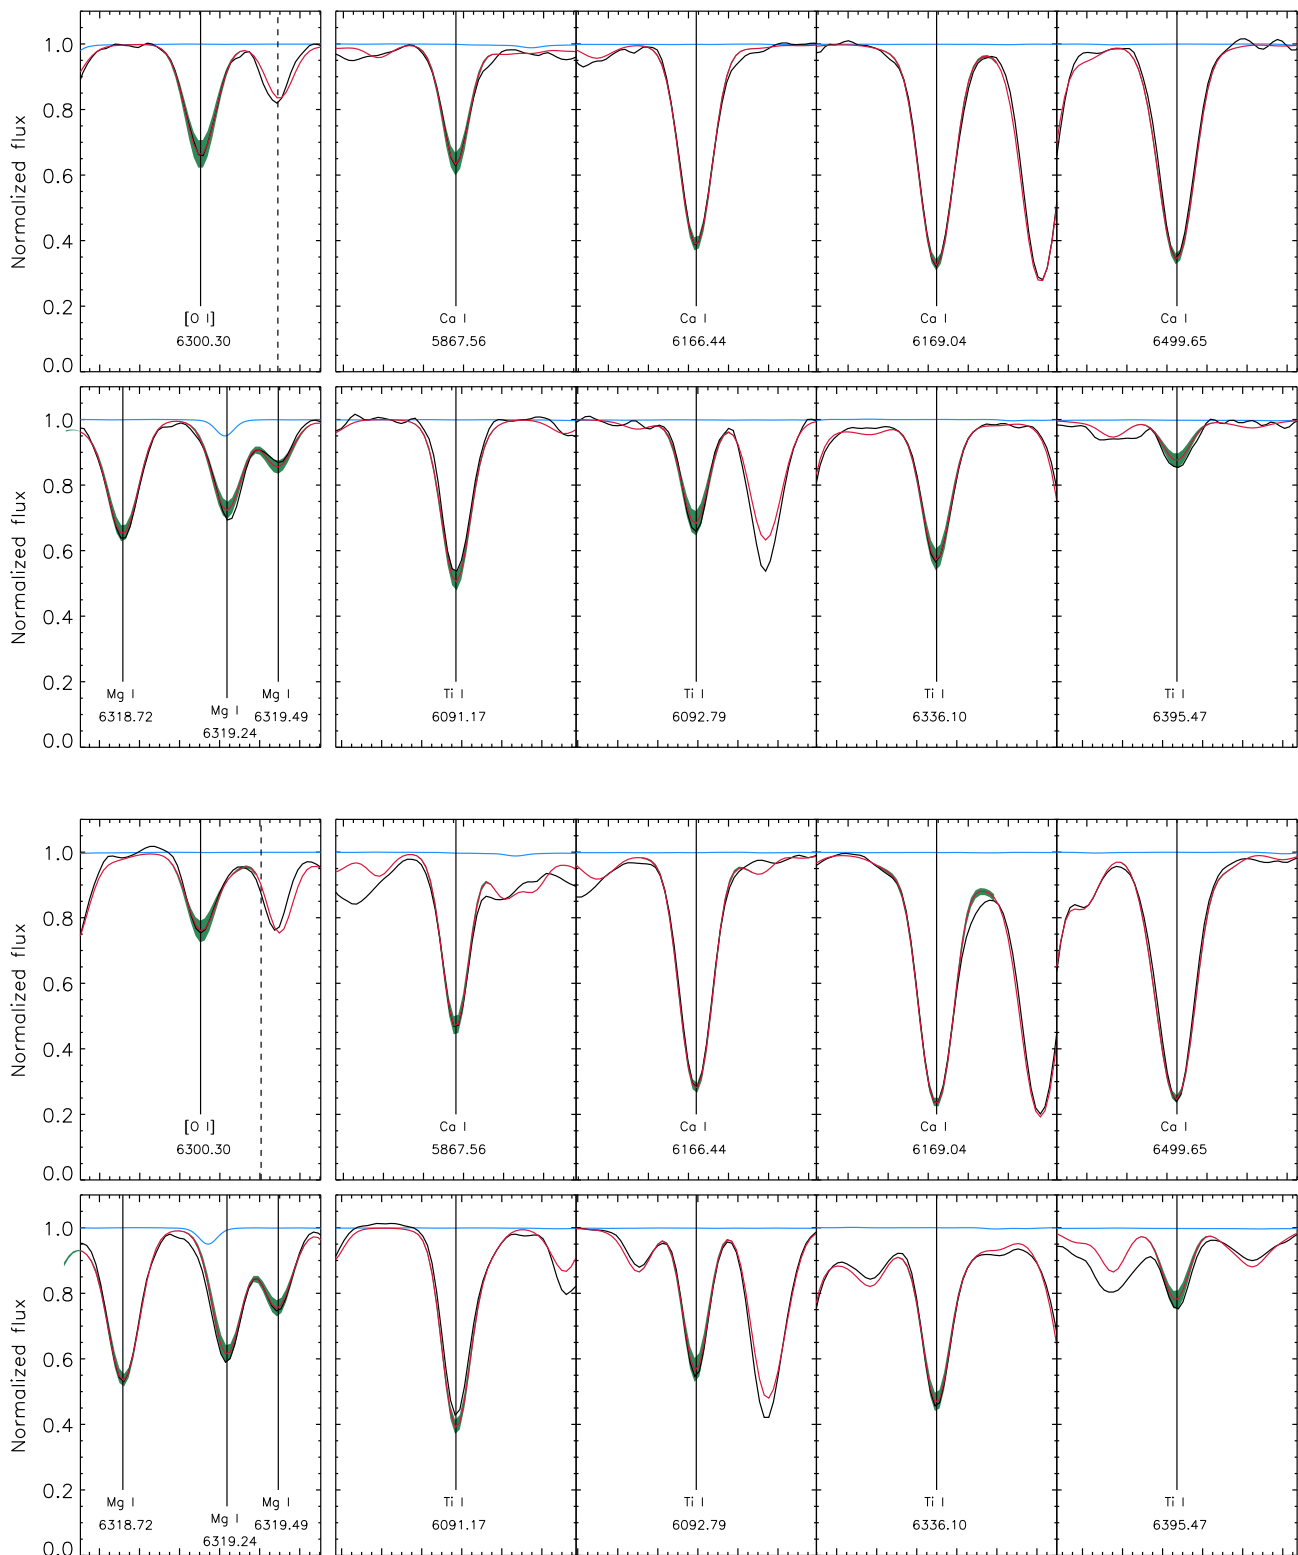 Normalized flux
1.0
0.8
0.6
0.4
0.2
0.0
[O I]
6300.30
Ca I
5867.56
Ca I
6166.44
Ca I
6169.04
Ca I
6499.65
Normalized flux
1.0
0.8
0.6
0.4
0.2
0.0
Mg I
6318.72
Mg I
6319.24
Mg I
6319.49
Ti I
6091.17
Ti I
6092.79
Ti I
6336.10
Ti I
6395.47
Normalized flux
1.0
0.8
0.6
0.4
0.2
0.0
[O I]
6300.30
Ca I
5867.56
Ca I
6166.44
Ca I
6169.04
Ca I
6499.65
Normalized flux
1.0
0.8
0.6
0.4
0.2
0.0
Mg I
6318.72
Mg I
6319.24
Mg I
6319.49
Ti I
6091.17
Ti I
6092.79
Ti I
6336.10
Ti I
6395.47